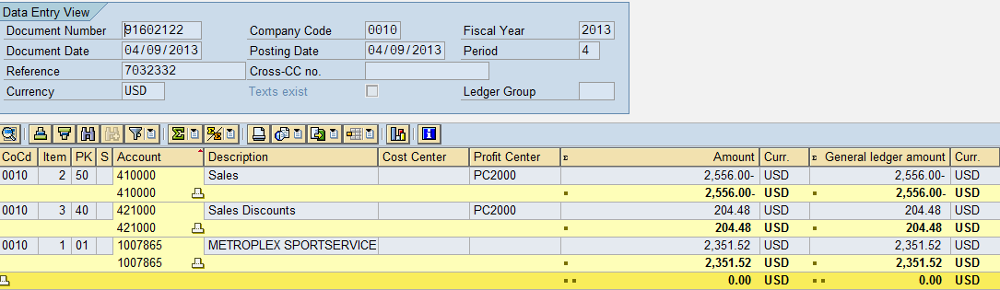 Data Entry View
Document Number 91602122 Company Code 0010 Fiscal Year 2013
Document Date 04/09/2013 Posting Date 04/09/2013 Period 4
Reference 7032332 Cross-CC no.
Currency USD Texts exist Ledger Group
CoCd Item PK S Account Description Cost Center Profit Center Σ Amount Curr. Σ General ledger amount Curr.
0010 2 50 410000 Sales PC2000 2,556.00- USD 2,556.00- USD
410000 2,556.00- USD 2,556.00- USD
0010 3 40 421000 Sales Discounts PC2000 204.48 USD 204.48 USD
421000 204.48 USD 204.48 USD
0010 1 01 1007865 METROPLEX SPORTSERVICE 2,351.52 USD 2,351.52 USD
1007865 2,351.52 USD 2,351.52 USD
0.00 USD 0.00 USD